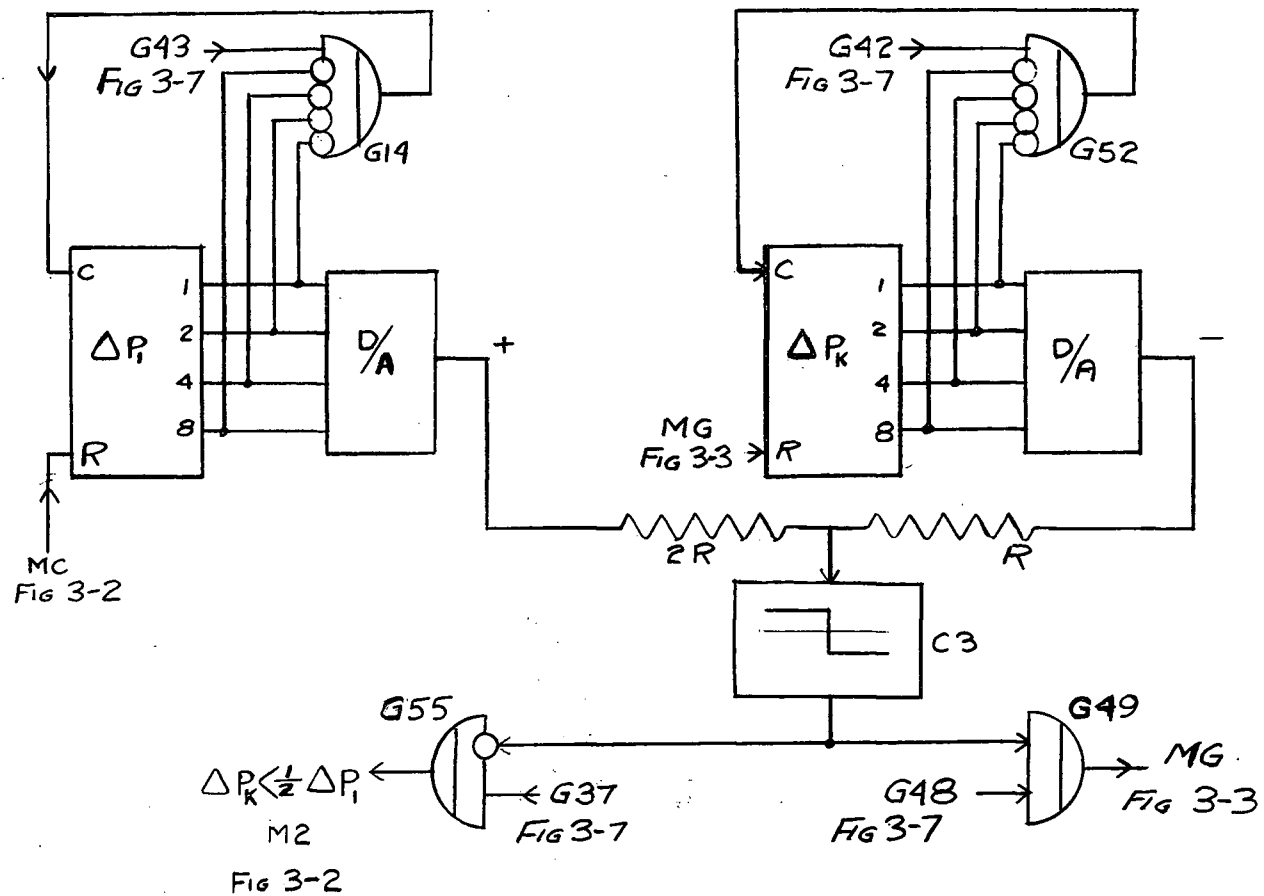 G43
FIG 3-7
G14
G42
FIG 3-7
G52
C
ΔP₁
R
1
2
4
8
D/A
+
MC
FIG 3-2
C
ΔP_K
R
1
2
4
8
D/A
−
MG
FIG 3-3
2R
R
C3
G55
G49
ΔP_K<½ΔP₁
M2
FIG 3-2
G37
FIG 3-7
G48
FIG 3-7
MG
FIG 3-3